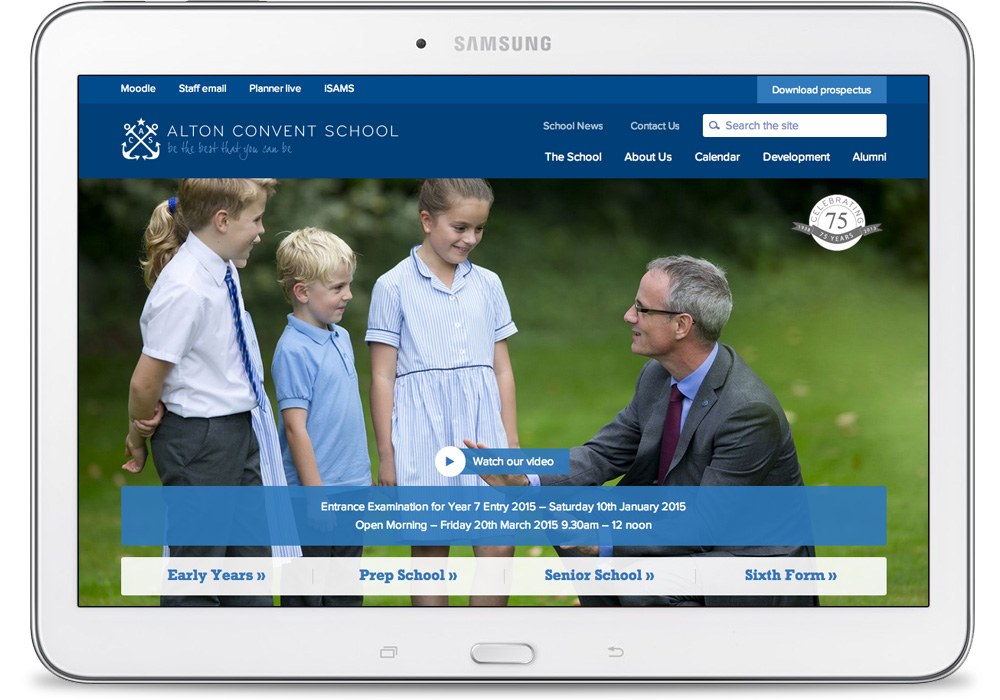 SAMSUNG
Moodle Staff email Planner live iSAMS Download prospectus
School News Contact Us Search the site
ACS
ALTON CONVENT SCHOOL
be the best that you can be
The School About Us Calendar Development Alumni
CELEBRATING
75
75 YEARS
Watch our video
Entrance Examination for Year 7 Entry 2015 – Saturday 10th January 2015
Open Morning – Friday 20th March 2015 9.30am – 12 noon
Early Years » Prep School » Senior School » Sixth Form »